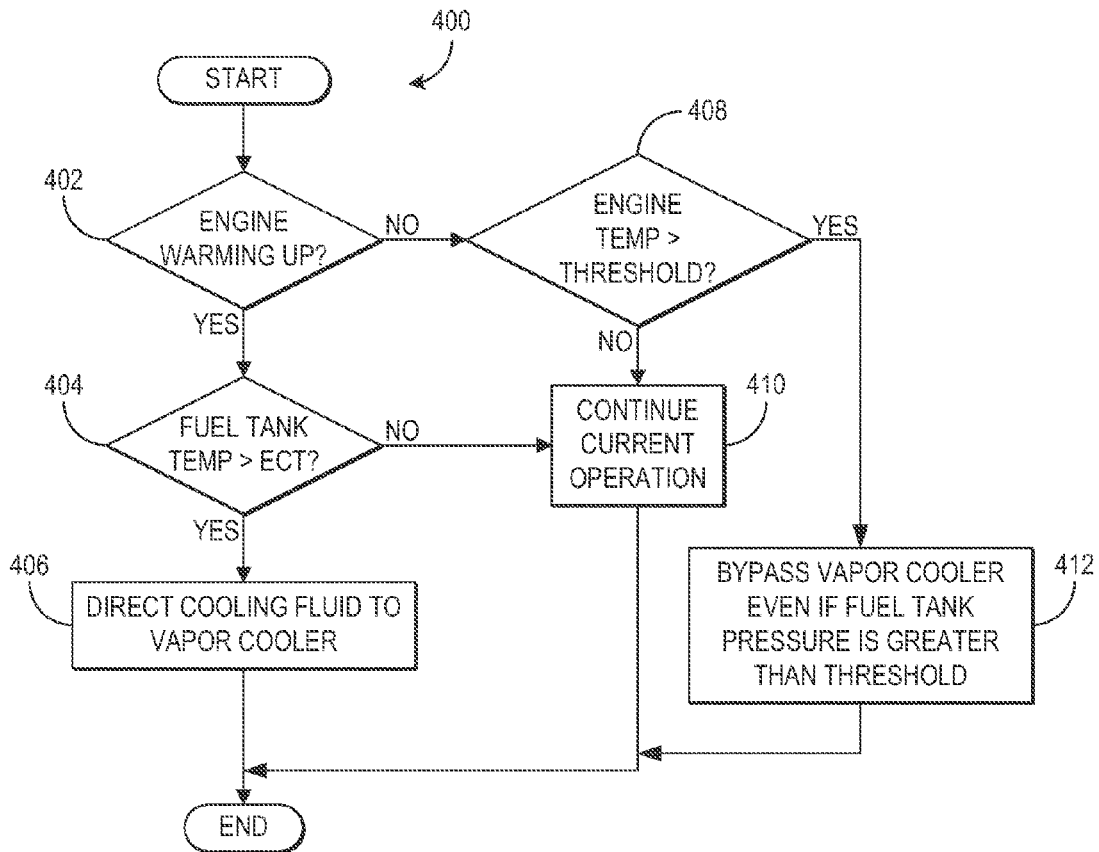 400
START
408
402
ENGINE
WARMING UP?
NO
ENGINE
TEMP >
THRESHOLD?
YES
YES
NO
404
FUEL TANK
TEMP > ECT?
NO
CONTINUE
CURRENT
OPERATION
410
YES
406
DIRECT COOLING FLUID TO
VAPOR COOLER
BYPASS VAPOR COOLER
EVEN IF FUEL TANK
PRESSURE IS GREATER
THAN THRESHOLD
412
END